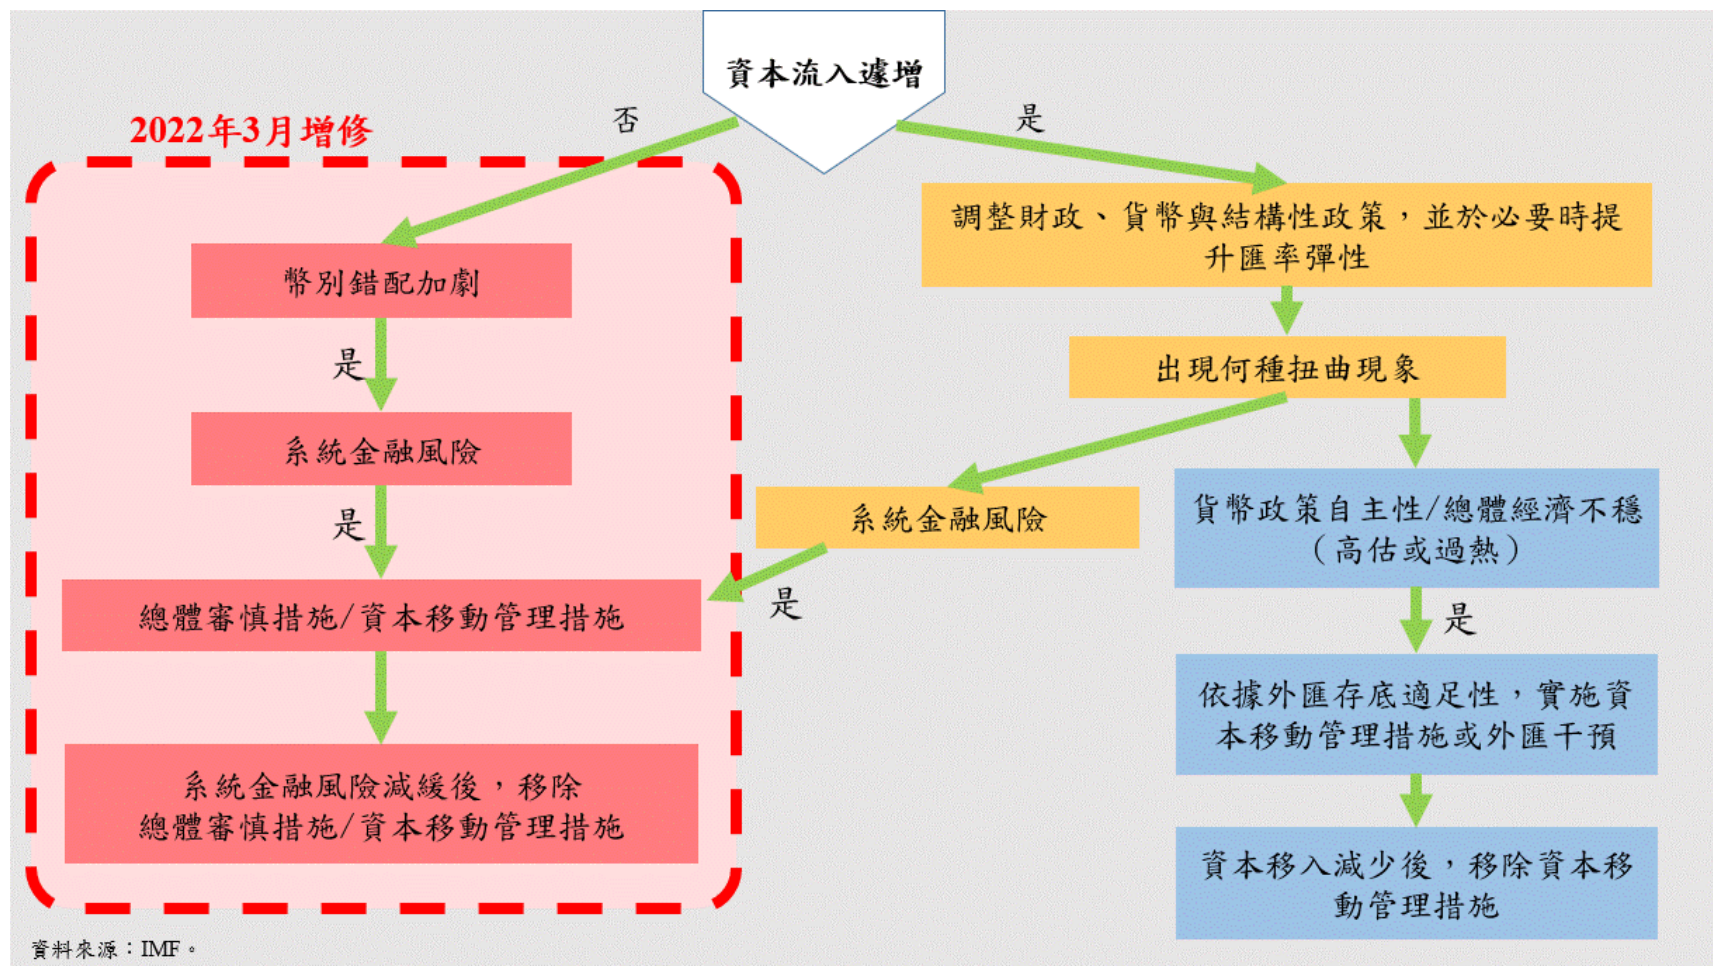 資本流入遽增
否
是
2022年3月增修
調整財政、貨幣與結構性政策，並於必要時提
升匯率彈性
幣別錯配加劇
是
出現何種扭曲現象
系統金融風險
是
系統金融風險
是
貨幣政策自主性/總體經濟不穩
（高估或過熱）
是
總體審慎措施/資本移動管理措施
依據外匯存底適足性，實施資
本移動管理措施或外匯干預
系統金融風險減緩後，移除
總體審慎措施/資本移動管理措施
資本移入減少後，移除資本移
動管理措施
資料來源：IMF。